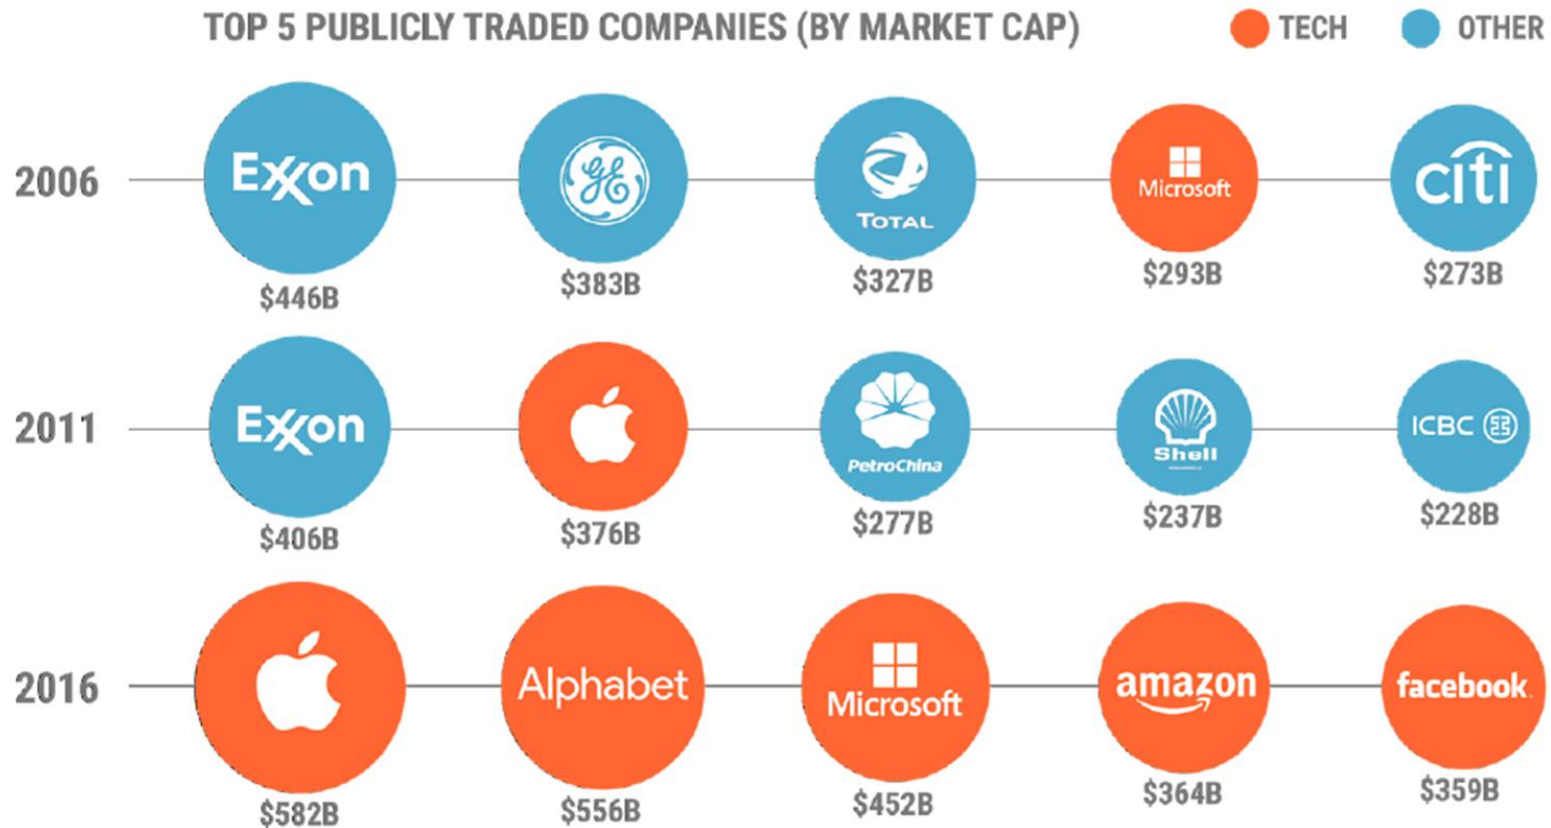 TOP 5 PUBLICLY TRADED COMPANIES (BY MARKET CAP)
TECH
OTHER
2006
Exxon
GE
TOTAL
Microsoft
citi
$446B
$383B
$327B
$293B
$273B
2011
Exxon
PetroChina
Shell
ICBC
$406B
$376B
$277B
$237B
$228B
2016
Alphabet
Microsoft
amazon
facebook
$582B
$556B
$452B
$364B
$359B